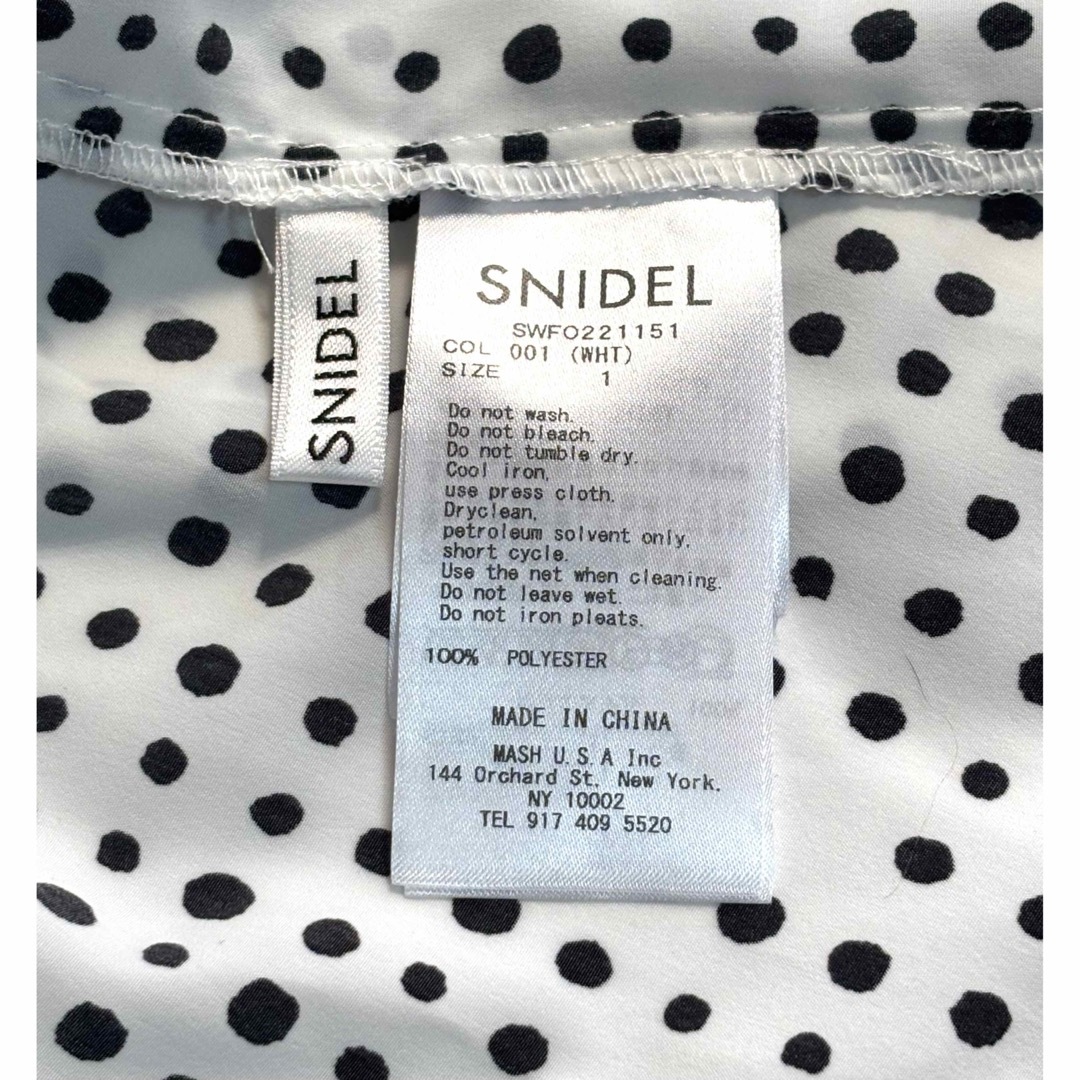 SNIDEL
SNIDEL
SWFO221151
COL 001 (WHT)
SIZE 1
Do not wash.
Do not bleach.
Do not tumble dry.
Cool iron,
use press cloth.
Dryclean,
petroleum solvent only,
short cycle.
Use the net when cleaning.
Do not leave wet.
Do not iron pleats.
100% POLYESTER
MADE IN CHINA
MASH U.S.A Inc
144 Orchard St. New York.
NY 10002
TEL 917 409 5520